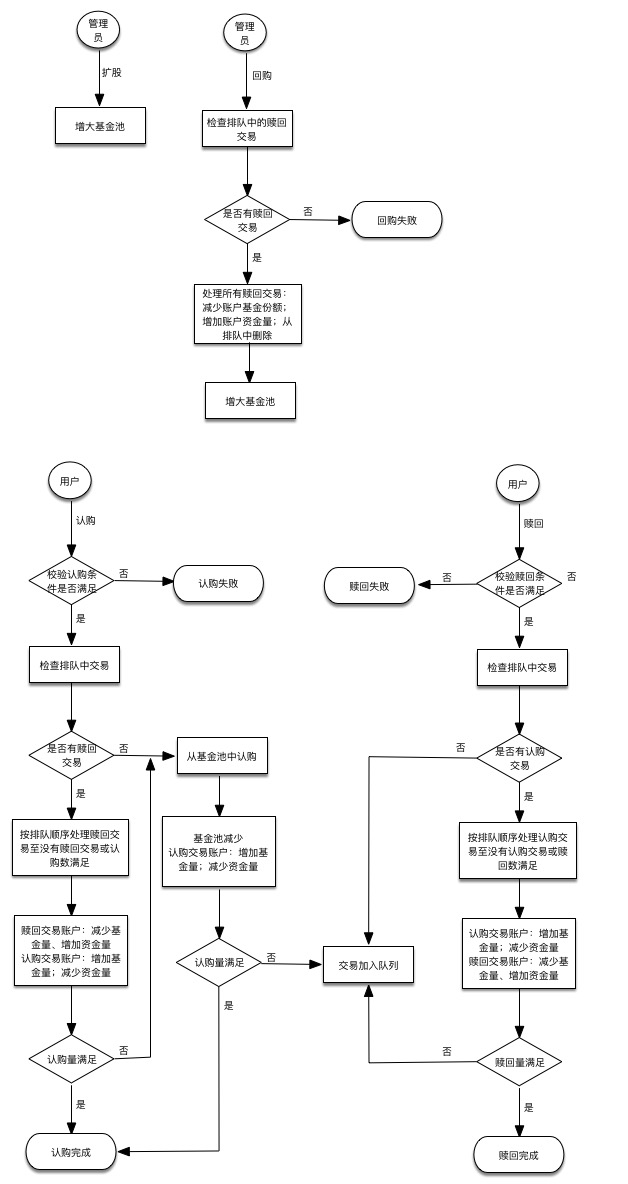 管理
员
扩股
增大基金池
管理
员
回购
检查排队中的赎回
交易
是否有赎回
交易
否
回购失败
是
处理所有赎回交易：
减少账户基金份额；
增加账户资金量；从
排队中删除
增大基金池
用户
认购
校验认购条
件是否满足
否
认购失败
是
检查排队中交易
是否有赎回
交易
否
从基金池中认购
是
按排队顺序处理赎回交
易至没有赎回交易或认
购数满足
基金池减少
认购交易账户：增加基
金量；减少资金量
赎回交易账户：减少基
金量、增加资金量
认购交易账户：增加基
金量；减少资金量
认购量满足
否
是
认购量满足
否
是
认购完成
交易加入队列
用户
赎回
校验赎回条
件是否满足
否
否
赎回失败
是
检查排队中交易
是否有认购
交易
否
是
按排队顺序处理认购交
易至没有认购交易或赎
回数满足
认购交易账户：增加基
金量；减少资金量
赎回交易账户：减少基
金量、增加资金量
赎回量满足
否
是
赎回完成